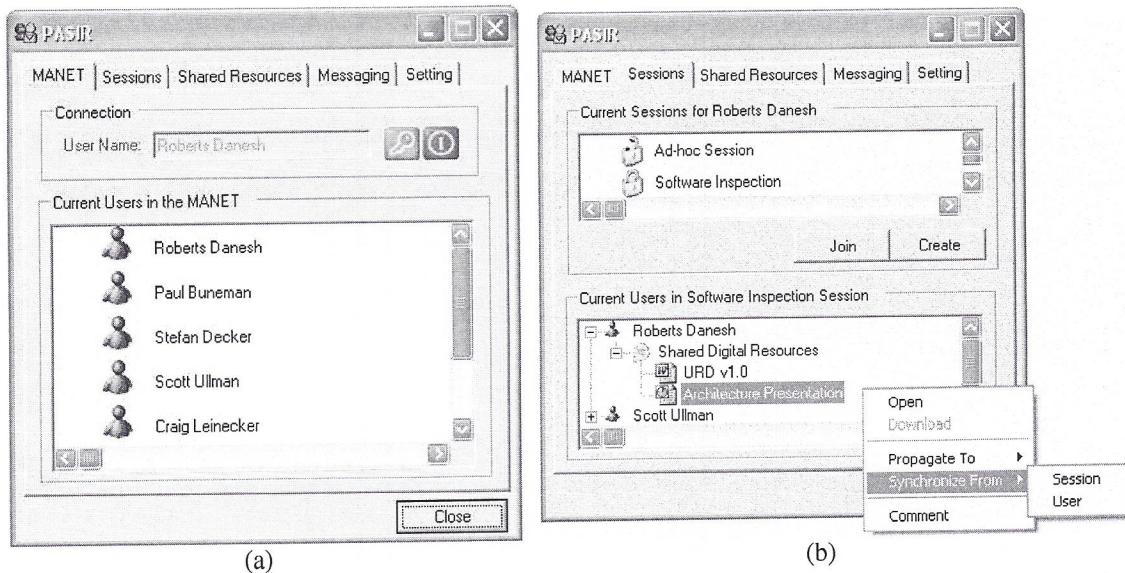 PASIR
MANET Sessions Shared Resources Messaging Setting
Connection
User Name: Roberts Danesh
Current Users in the MANET
Roberts Danesh
Paul Buneman
Stefan Decker
Scott Ullman
Craig Leinecker
Close
(a)
PASIR
MANET Sessions Shared Resources Messaging Setting
Current Sessions for Roberts Danesh
Ad-hoc Session
Software Inspection
Join Create
Current Users in Software Inspection Session
Roberts Danesh
Shared Digital Resources
URD v1.0
Architecture Presentation
Scott Ullman
Open
Download
Propagate To
Synchronize From
Comment
Session
User
(b)